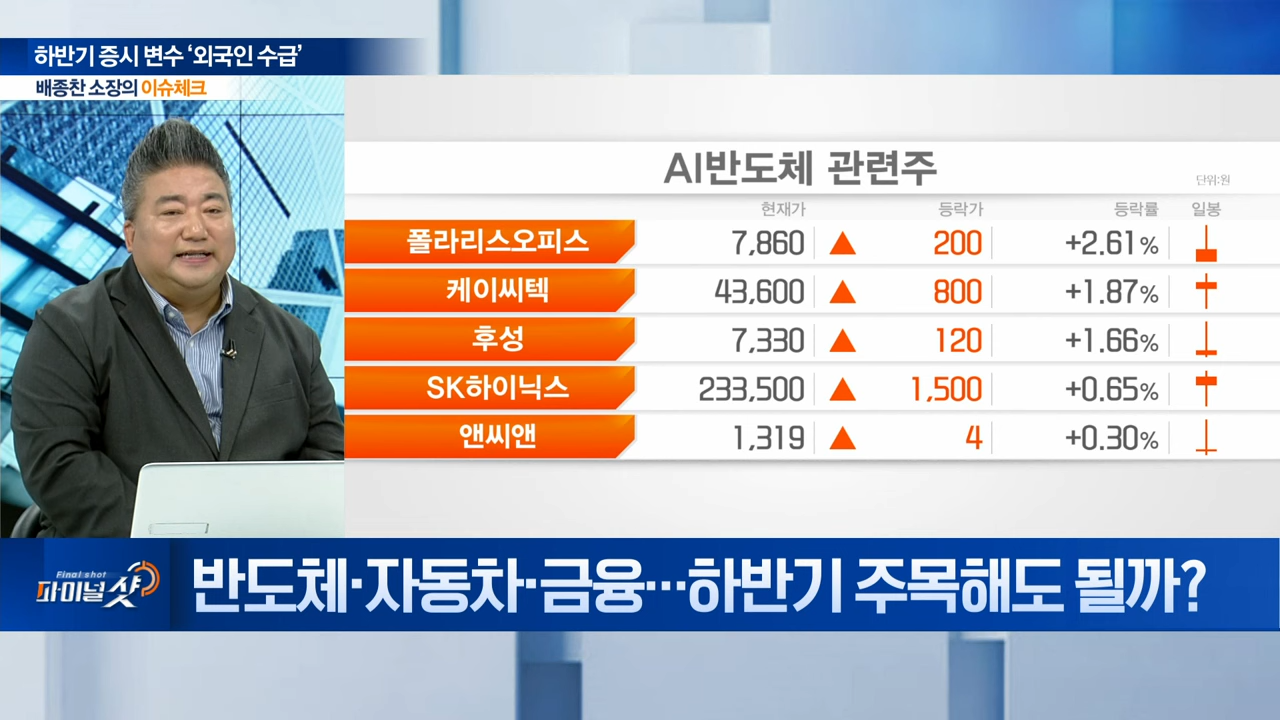 하반기 증시 변수 ‘외국인 수급’
배종찬 소장의 이슈체크
AI반도체 관련주
단위:원
현재가 등락가 등락률 일봉
폴라리스오피스 7,860 ▲ 200 +2.61%
케이씨텍 43,600 ▲ 800 +1.87%
후성 7,330 ▲ 120 +1.66%
SK하이닉스 233,500 ▲ 1,500 +0.65%
앤씨앤 1,319 ▲ 4 +0.30%
Final shot
파이널샷
반도체·자동차·금융…하반기 주목해도 될까?